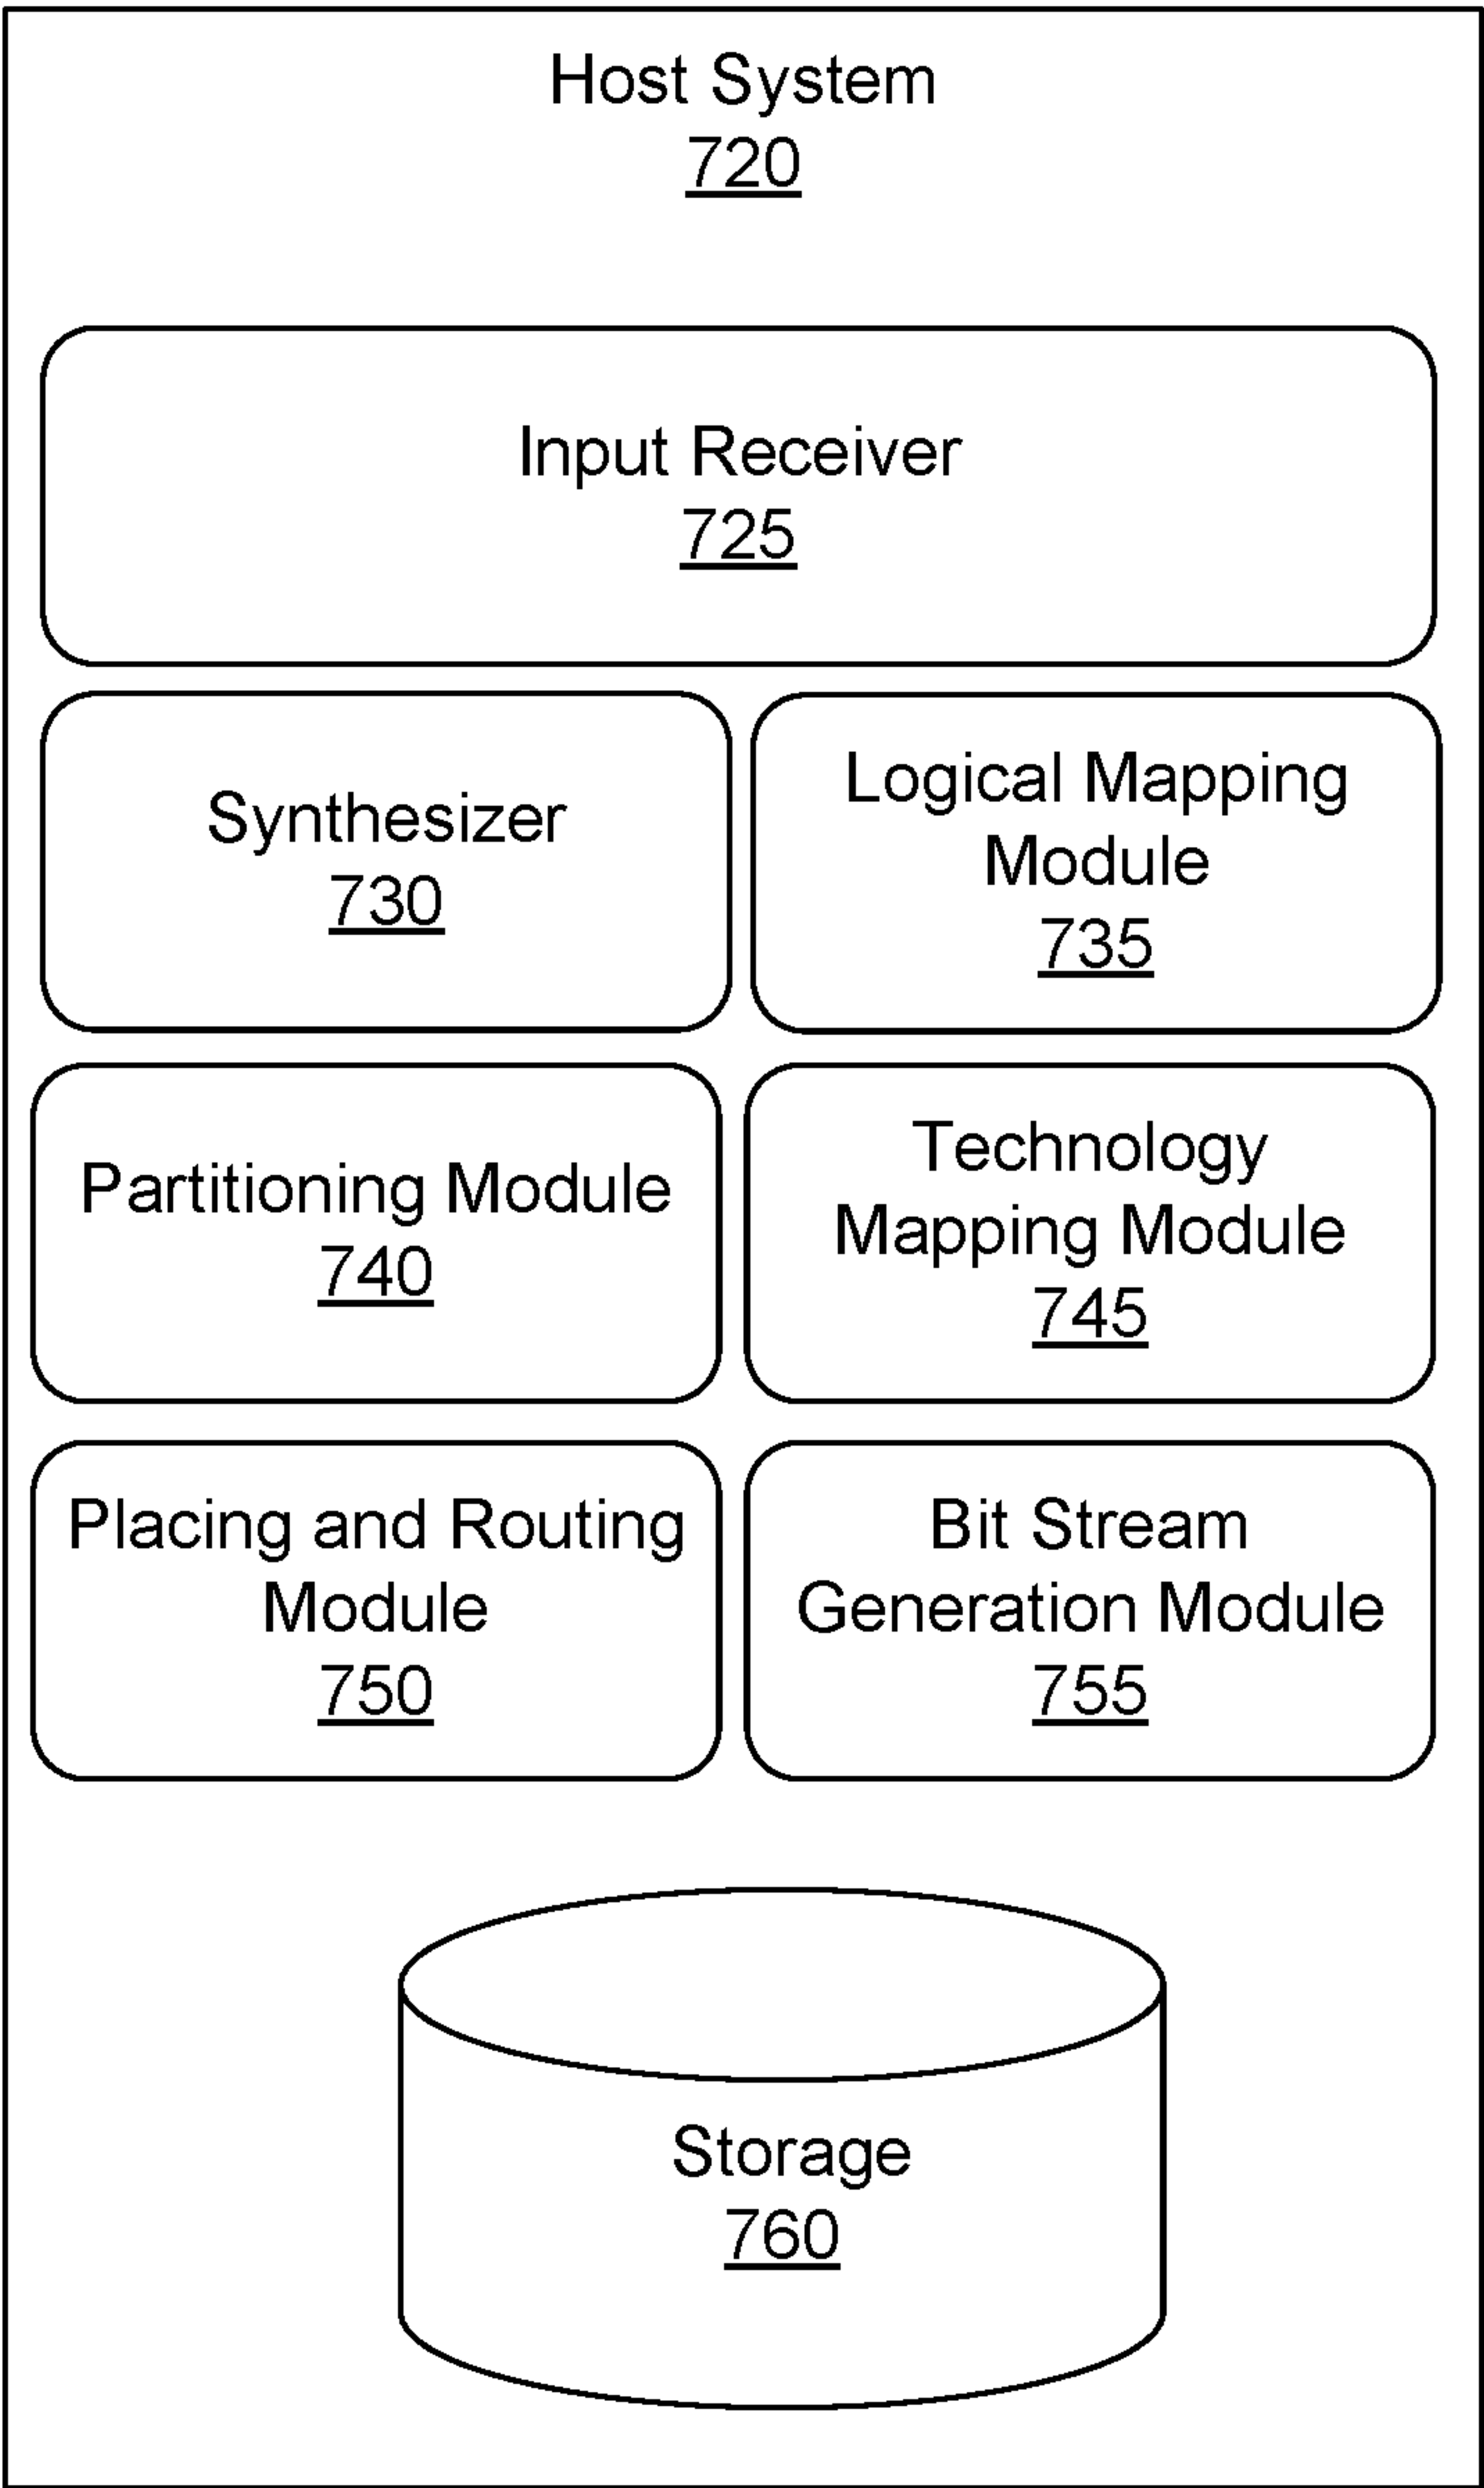 Host System
720
Input Receiver
725
Synthesizer
730
Logical Mapping
Module
735
Partitioning Module
740
Technology
Mapping Module
745
Placing and Routing
Module
750
Bit Stream
Generation Module
755
Storage
760